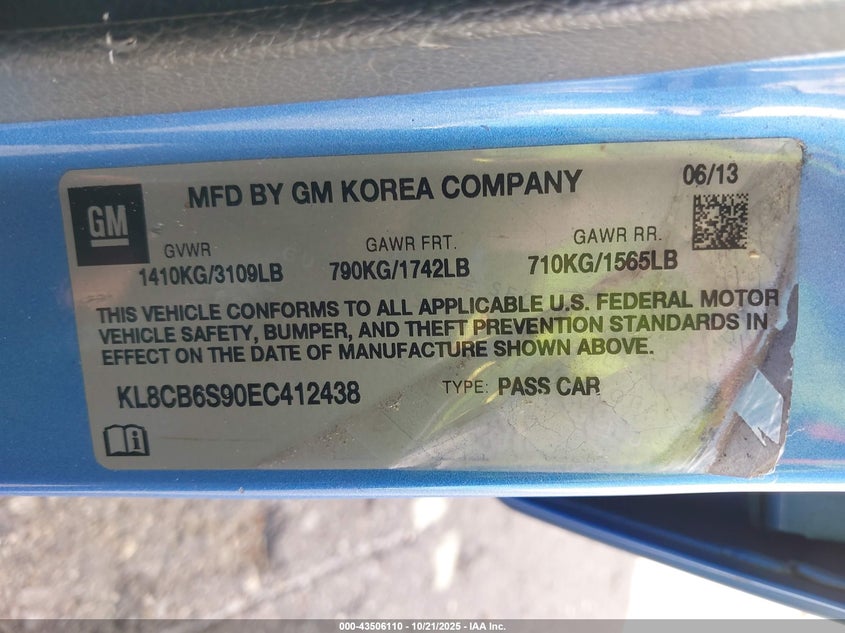 MFD BY GM KOREA COMPANY 06/13
GM
GVWR GAWR FRT. GAWR RR.
1410KG/3109LB 790KG/1742LB 710KG/1565LB
THIS VEHICLE CONFORMS TO ALL APPLICABLE U.S. FEDERAL MOTOR
VEHICLE SAFETY, BUMPER, AND THEFT PREVENTION STANDARDS IN
EFFECT ON THE DATE OF MANUFACTURE SHOWN ABOVE.
KL8CB6S90EC412438 TYPE: PASS CAR
000-43506110 - 10/21/2025 - IAA Inc.